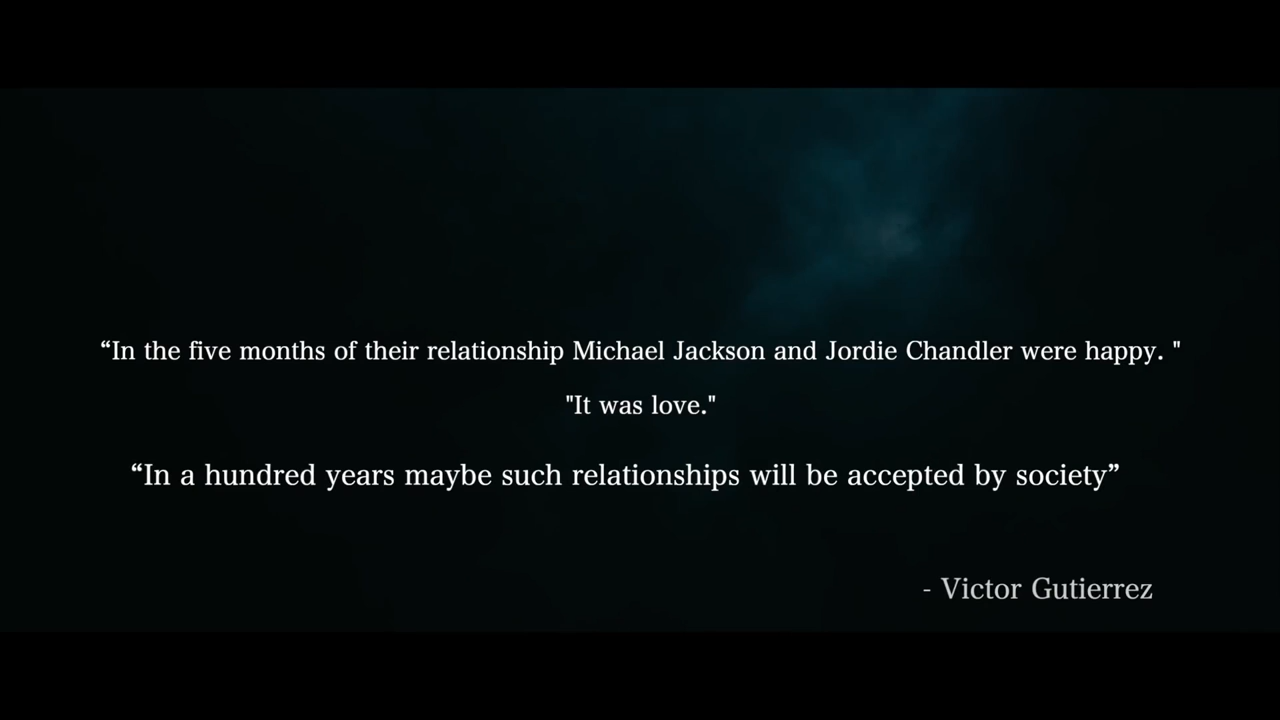 “In the five months of their relationship Michael Jackson and Jordie Chandler were happy. "
"It was love."
“In a hundred years maybe such relationships will be accepted by society”
- Victor Gutierrez